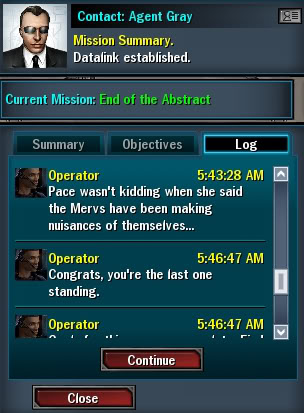 Contact: Agent Gray
Mission Summary.
Datalink established.
Current Mission: End of the Abstract
Summary
Objectives
Log
Operator 5:43:28 AM
Pace wasn't kidding when she said
the Mervs have been making
nuisances of themselves...
Operator 5:46:47 AM
Congrats, you're the last one
standing.
Operator 5:46:47 AM
Continue
Close